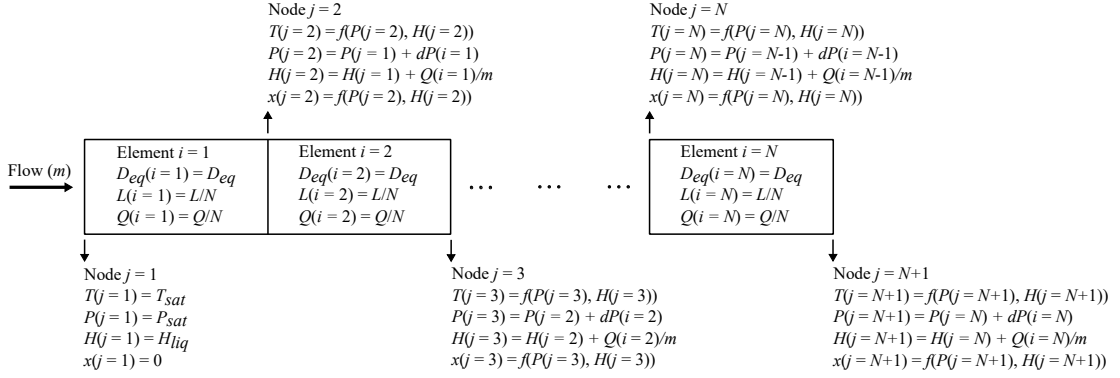 Node j = 2
T(j = 2) = f(P(j = 2), H(j = 2))
P(j = 2) = P(j = 1) + dP(i = 1)
H(j = 2) = H(j = 1) + Q(i = 1)/m
x(j = 2) = f(P(j = 2), H(j = 2))
Node j = N
T(j = N) = f(P(j = N), H(j = N))
P(j = N) = P(j = N-1) + dP(i = N-1)
H(j = N) = H(j = N-1) + Q(i = N-1)/m
x(j = N) = f(P(j = N), H(j = N))
Flow (m)
Element i = 1
Deq(i = 1) = Deq
L(i = 1) = L/N
Q(i = 1) = Q/N
Element i = 2
Deq(i = 2) = Deq
L(i = 2) = L/N
Q(i = 2) = Q/N
... ... ...
Element i = N
Deq(i = N) = Deq
L(i = N) = L/N
Q(i = N) = Q/N
Node j = 1
T(j = 1) = Tsat
P(j = 1) = Psat
H(j = 1) = Hliq
x(j = 1) = 0
Node j = 3
T(j = 3) = f(P(j = 3), H(j = 3))
P(j = 3) = P(j = 2) + dP(i = 2)
H(j = 3) = H(j = 2) + Q(i = 2)/m
x(j = 3) = f(P(j = 3), H(j = 3))
Node j = N+1
T(j = N+1) = f(P(j = N+1), H(j = N+1))
P(j = N+1) = P(j = N) + dP(i = N)
H(j = N+1) = H(j = N) + Q(i = N)/m
x(j = N+1) = f(P(j = N+1), H(j = N+1))